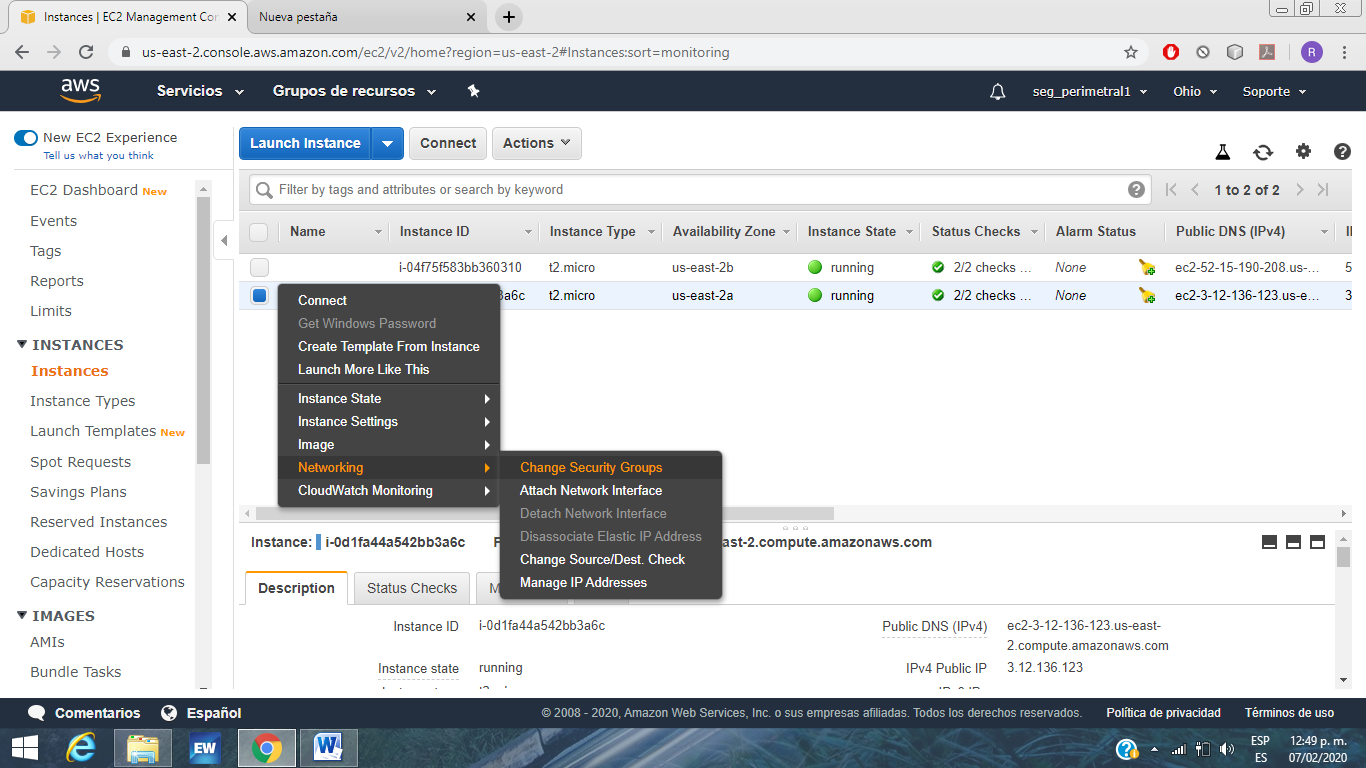 Instances | EC2 Management Con
Nueva pestaña
us-east-2.console.aws.amazon.com/ec2/v2/home?region=us-east-2#Instances:sort=monitoring
R
aws
Servicios
Grupos de recursos
seg_perimetral1
Ohio
Soporte
New EC2 Experience
Tell us what you think
EC2 Dashboard New
Events
Tags
Reports
Limits
INSTANCES
Instances
Instance Types
Launch Templates New
Spot Requests
Savings Plans
Reserved Instances
Dedicated Hosts
Capacity Reservations
IMAGES
AMIs
Bundle Tasks
Launch Instance
Connect
Actions
Filter by tags and attributes or search by keyword
1 to 2 of 2
Name Instance ID Instance Type Availability Zone Instance State Status Checks Alarm Status Public DNS (IPv4)
i-04f75f583bb360310 t2.micro us-east-2b running 2/2 checks ... None ec2-52-15-190-208.us-... 5
3a6c t2.micro us-east-2a running 2/2 checks ... None ec2-3-12-136-123.us-e... 3
Connect
Get Windows Password
Create Template From Instance
Launch More Like This
Instance State
Instance Settings
Image
Networking
CloudWatch Monitoring
Change Security Groups
Attach Network Interface
Detach Network Interface
Disassociate Elastic IP Address
Change Source/Dest. Check
Manage IP Addresses
Instance: i-0d1fa44a542bb3a6c
ast-2.compute.amazonaws.com
Description
Status Checks
M
Instance ID i-0d1fa44a542bb3a6c
Instance state running
Public DNS (IPv4) ec2-3-12-136-123.us-east-
2.compute.amazonaws.com
IPv4 Public IP 3.12.136.123
Comentarios
Español
© 2008 - 2020, Amazon Web Services, Inc. o sus empresas afiliadas. Todos los derechos reservados.
Política de privacidad
Términos de uso
EW
ESP
ES
12:49 p. m.
07/02/2020